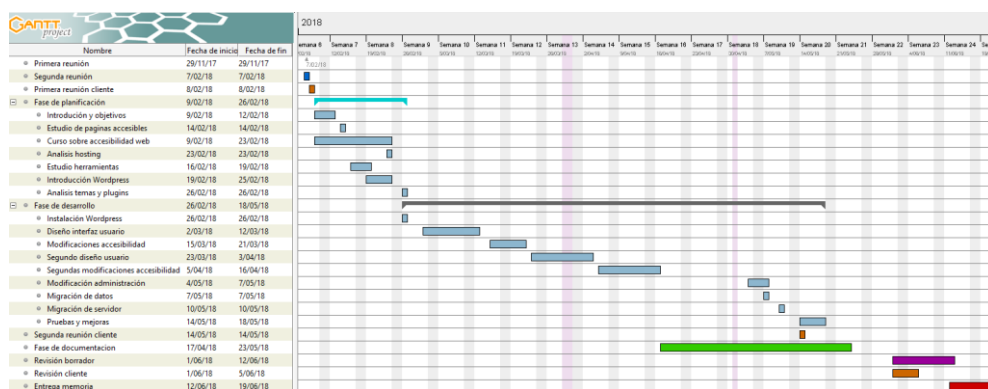 GANTT
project
2018
Nombre Fecha de inicio Fecha de fin
emana 6 Semana 7 Semana 8 Semana 9 Semana 10 Semana 11 Semana 12 Semana 13 Semana 14 Semana 15 Semana 16 Semana 17 Semana 18 Semana 19 Semana 20 Semana 21 Semana 22 Semana 23 Semana 24 Se
Primera reunión 29/11/17 29/11/17
7/02/18
Segunda reunión 7/02/18 7/02/18
Primera reunión cliente 8/02/18 8/02/18
Fase de planificación 9/02/18 26/02/18
Introdución y objetivos 9/02/18 12/02/18
Estudio de paginas accesibles 14/02/18 14/02/18
Curso sobre accesibilidad web 9/02/18 23/02/18
Analisis hosting 23/02/18 23/02/18
Estudio herramientas 16/02/18 19/02/18
Introducción Wordpress 19/02/18 25/02/18
Analisis temas y plugins 26/02/18 26/02/18
Fase de desarrollo 26/02/18 18/05/18
Instalación Wordpress 26/02/18 26/02/18
Diseño interfaz usuario 2/03/18 12/03/18
Modificaciones accesibilidad 15/03/18 21/03/18
Segundo diseño usuario 23/03/18 3/04/18
Segundas modificaciones accesibilidad 5/04/18 16/04/18
Modificación administración 4/05/18 7/05/18
Migración de datos 7/05/18 7/05/18
Migración de servidor 10/05/18 10/05/18
Pruebas y mejoras 14/05/18 18/05/18
Segunda reunión cliente 14/05/18 14/05/18
Fase de documentacion 17/04/18 23/05/18
Revisión borrador 1/06/18 12/06/18
Revisión cliente 1/06/18 5/06/18
Entrega memoria 12/06/18 19/06/18